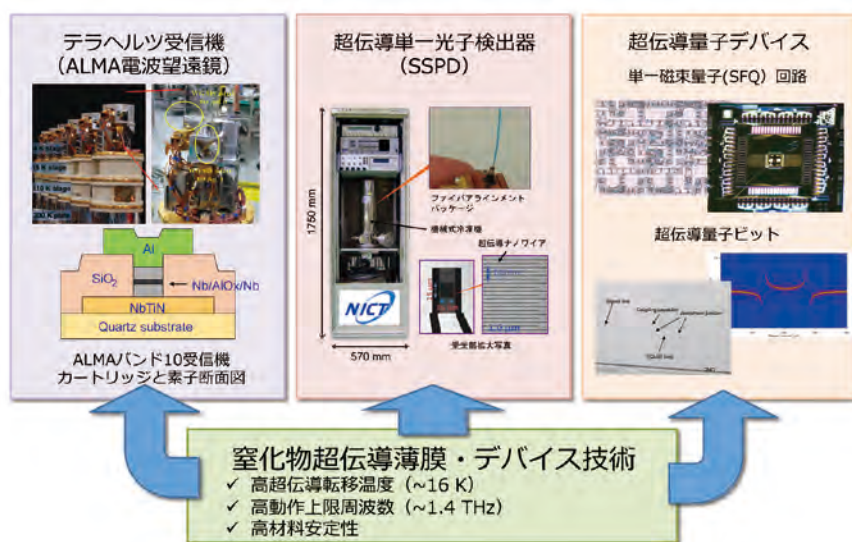 テラヘルツ受信機
(ALMA電波望遠鏡)
Al
SiO₂
Nb/AlOx/Nb
NbTiN
Quartz substrate
ALMAバンド10受信機
カートリッジと素子断面図
超伝導単一光子検出器
(SSPD)
1750 mm
570 mm
NICT
ファイバアラインメント
パッケージ
機械式冷凍機
超伝導ナノワイア
受光部拡大写真
超伝導量子デバイス
単一磁束量子(SFQ) 回路
超伝導量子ビット
窒化物超伝導薄膜・デバイス技術
✓ 高超伝導転移温度 (~16 K)
✓ 高動作上限周波数 (~1.4 THz)
✓ 高材料安定性